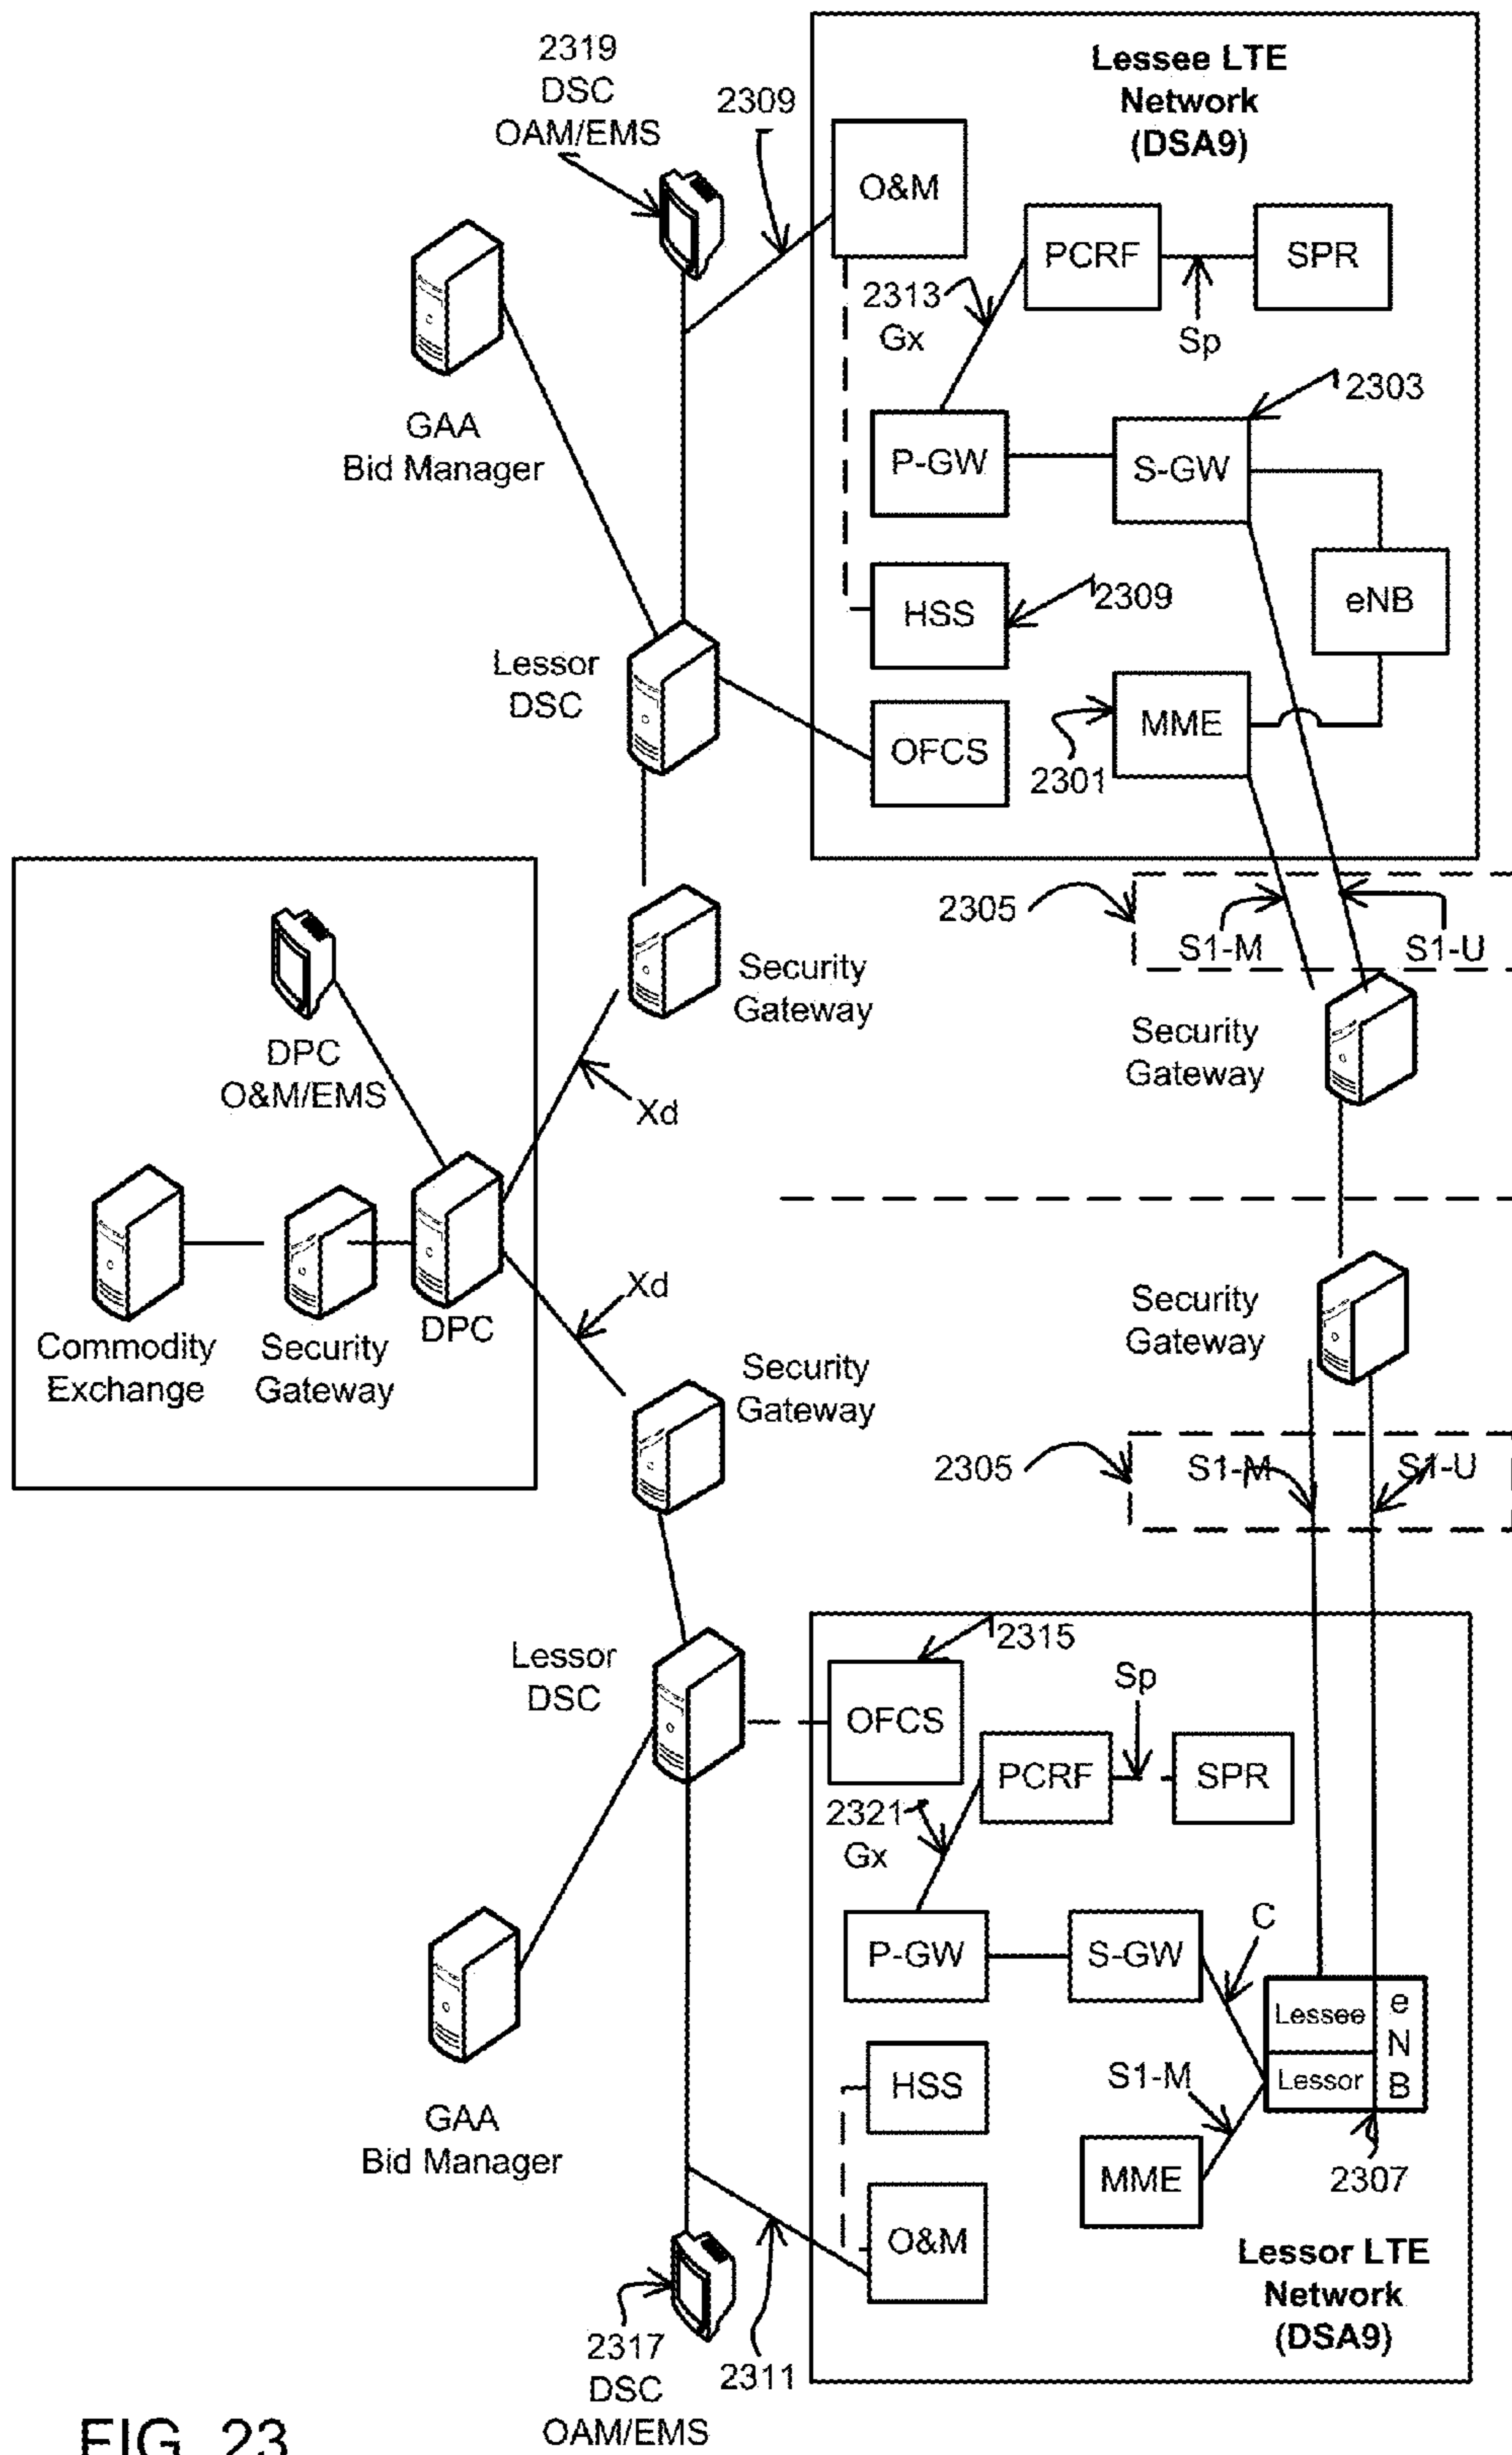 2319
DSC
OAM/EMS
2309
Lessee LTE
Network
(DSA9)
O&M
PCRF
SPR
2313
Gx
Sp
2303
GAA
Bid Manager
P-GW
S-GW
HSS
2309
eNB
Lessor
DSC
OFCS
MME
2301
2305
S1-M
S1-U
Security
Gateway
Security
Gateway
DPC
O&M/EMS
Xd
Commodity
Exchange
Security
Gateway
DPC
Xd
Security
Gateway
Security
Gateway
2305
S1-M
S1-U
Lessor
DSC
2315
OFCS
Sp
PCRF
SPR
2321
Gx
P-GW
S-GW
C
Lessee
Lessor
e
N
B
HSS
S1-M
GAA
Bid Manager
MME
2307
O&M
Lessor LTE
Network
(DSA9)
2317
DSC
OAM/EMS
2311
FIG. 23